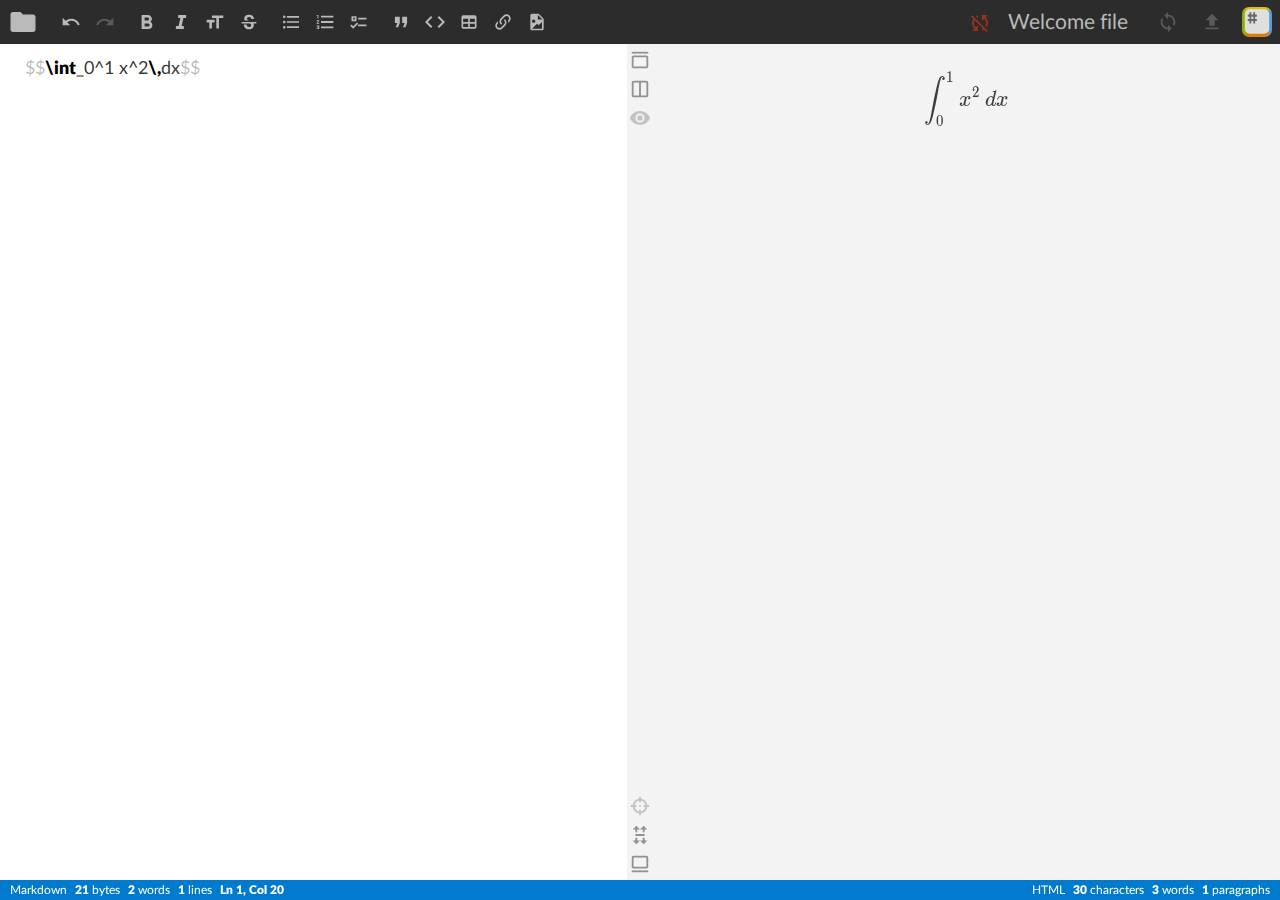 Welcome file
$$\int_0^1 x^2\,dx$$
∫₀¹ x² dx
Markdown 21 bytes 2 words 1 lines Ln 1, Col 20
HTML 30 characters 3 words 1 paragraphs